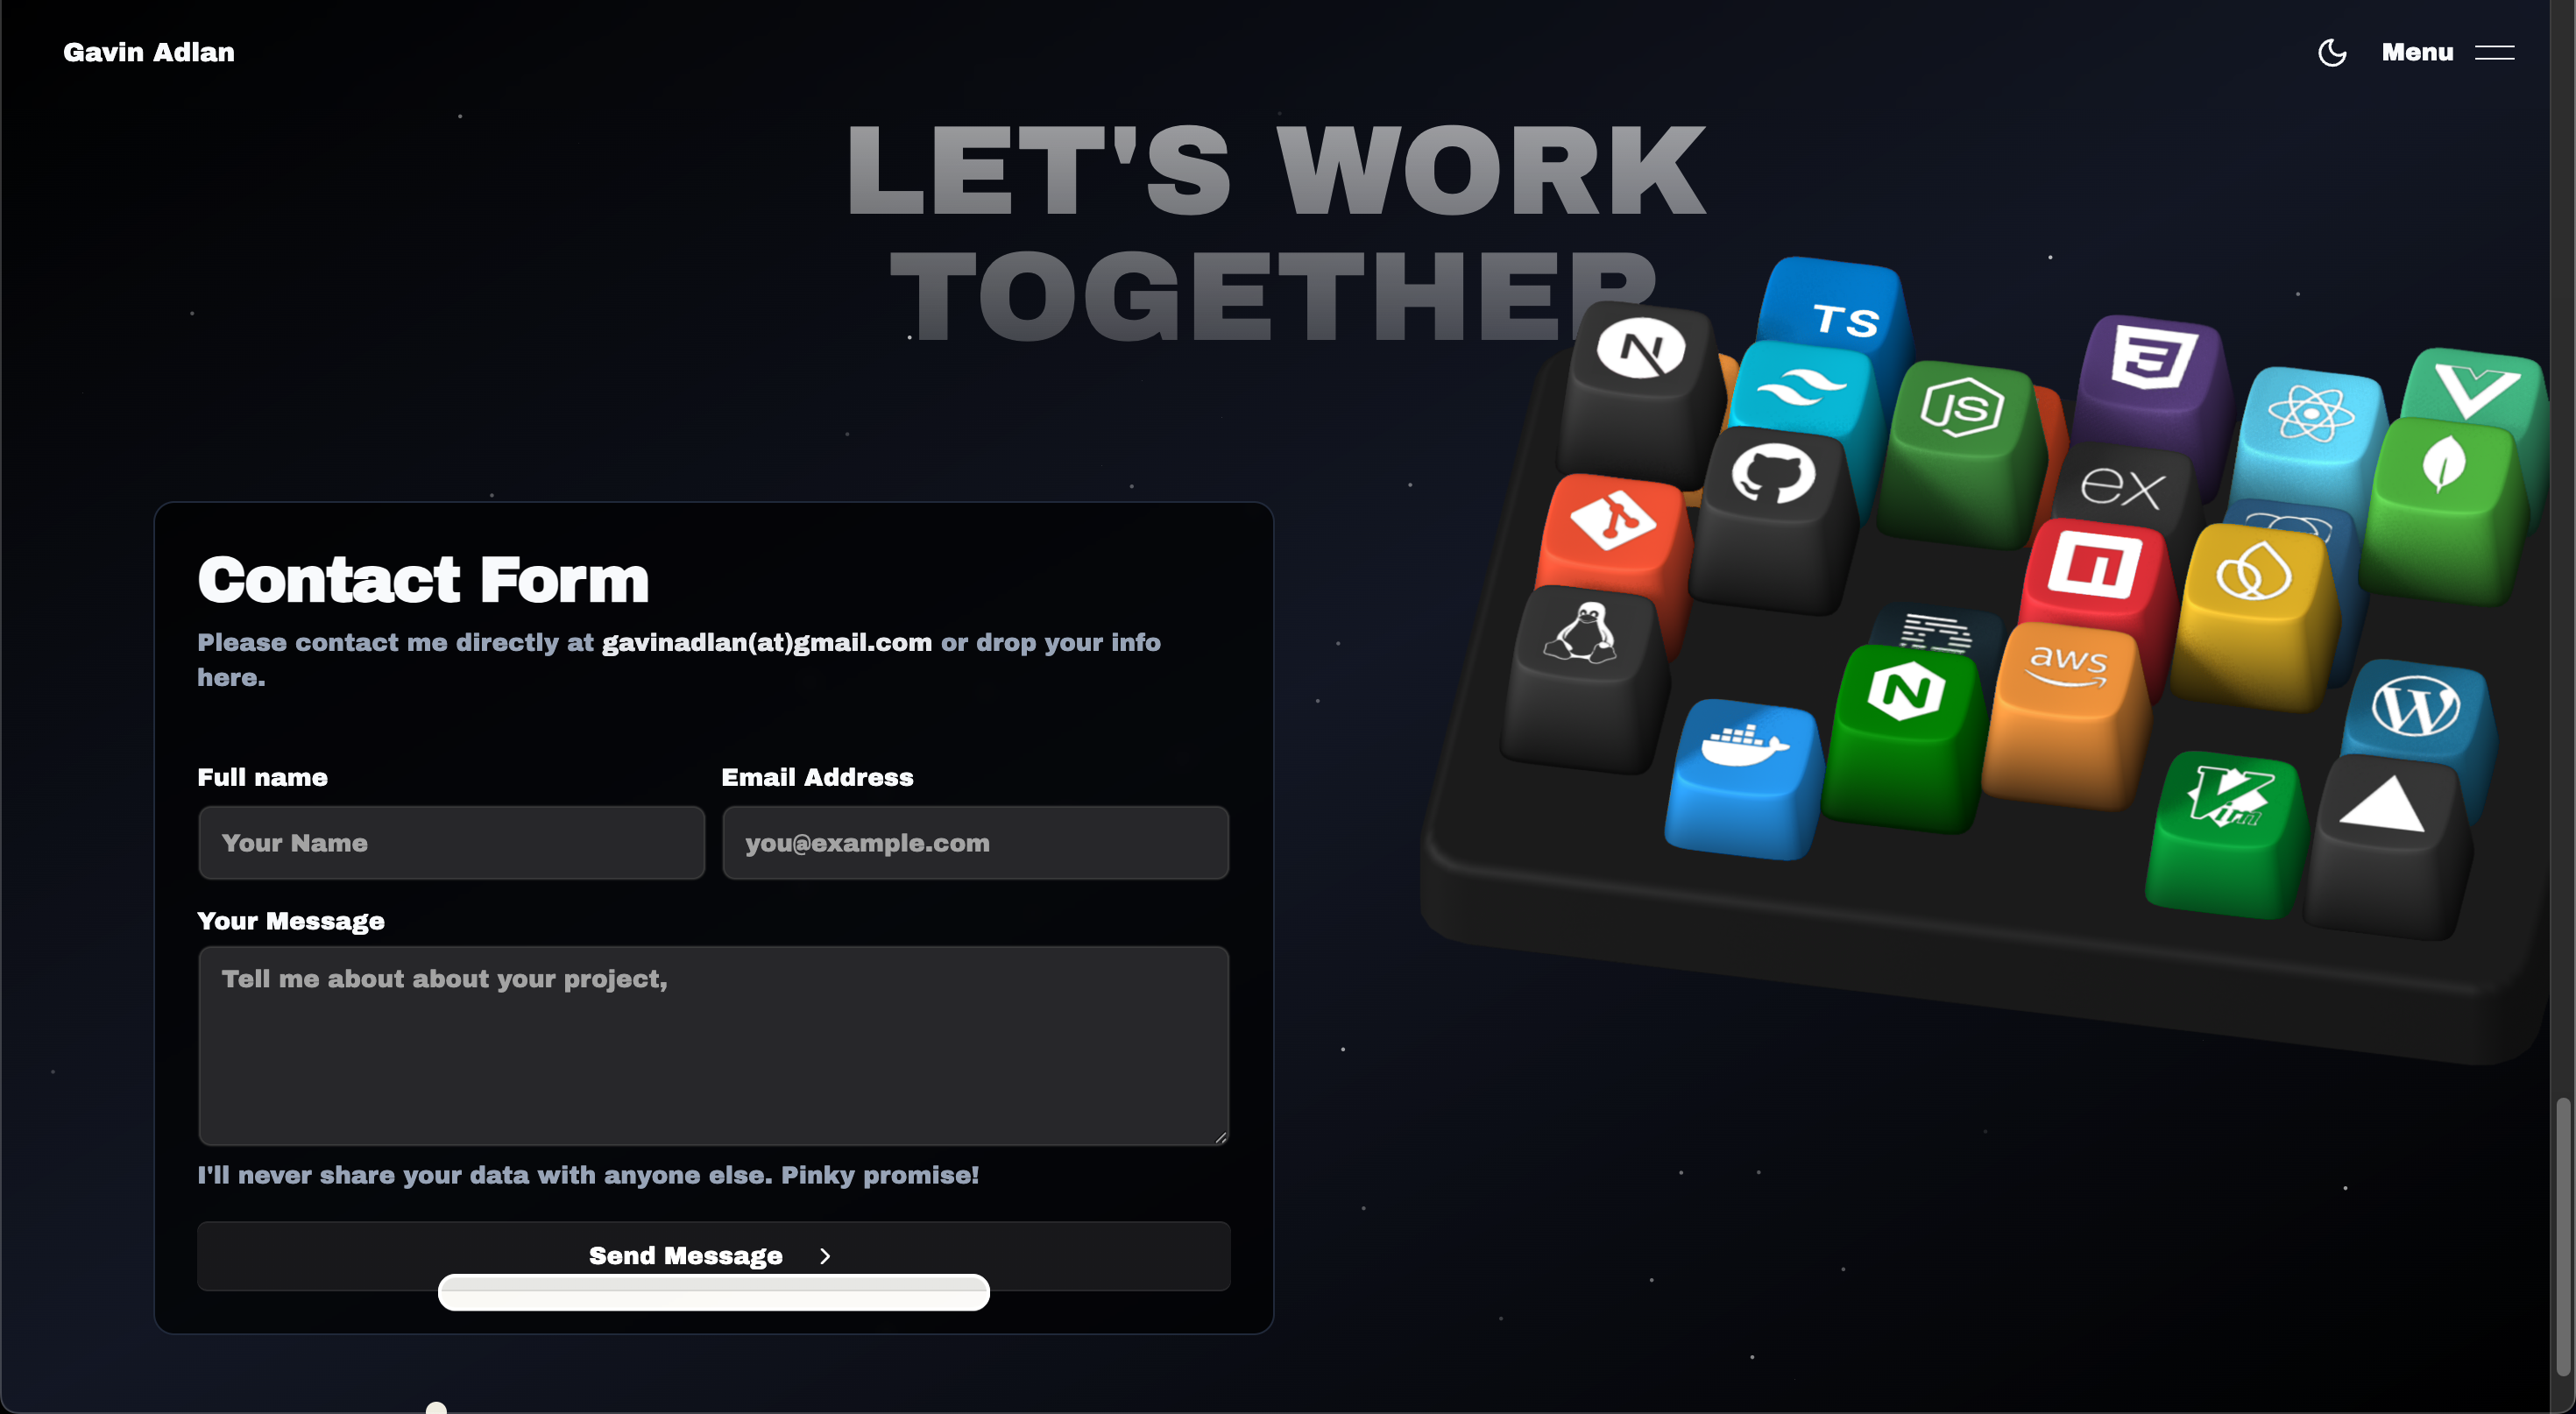 Gavin Adlan
Menu
LET'S WORK
TOGETHER
Contact Form
Please contact me directly at gavinadlan(at)gmail.com or drop your info
here.
Full name
Email Address
Your Name
you@example.com
Your Message
Tell me about about your project,
I'll never share your data with anyone else. Pinky promise!
Send Message
N
TS
JS
3
ex
n
aws
N
W
Vim